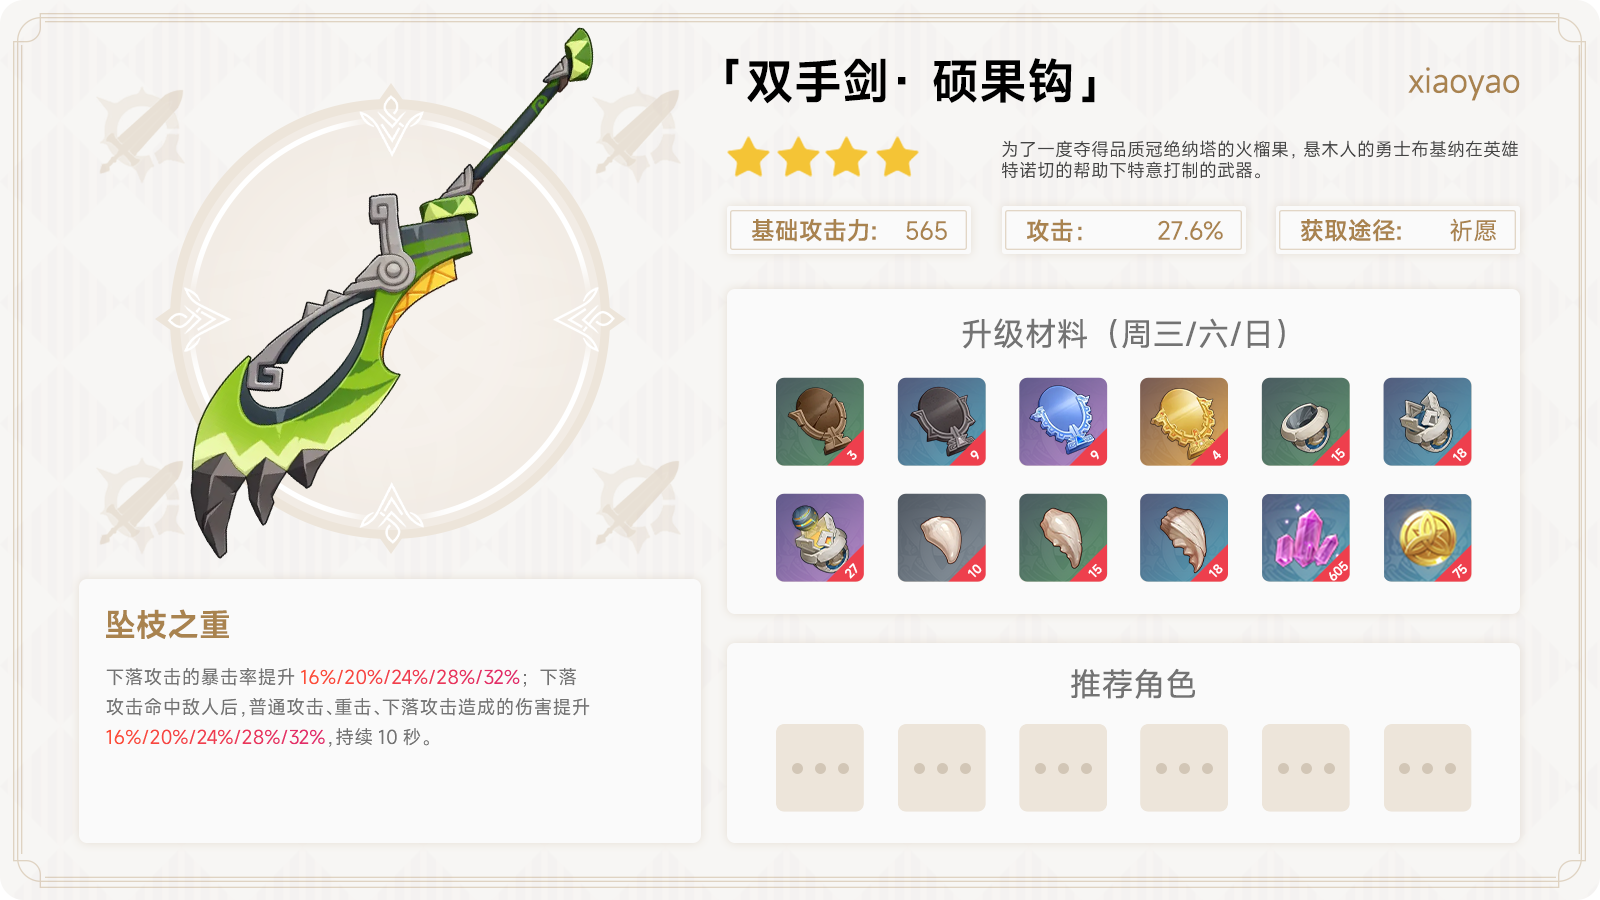 「双手剑· 硕果钩」
xiaoyao
为了一度夺得品质冠绝纳塔的火榴果，悬木人的勇士布基纳在英雄
特诺切的帮助下特意打制的武器。
基础攻击力: 565
攻击: 27.6%
获取途径: 祈愿
升级材料（周三/六/日）
3
9
9
4
15
18
27
10
15
18
605
75
坠枝之重
下落攻击的暴击率提升 16%/20%/24%/28%/32%；下落
攻击命中敌人后,普通攻击、重击、下落攻击造成的伤害提升
16%/20%/24%/28%/32%,持续 10 秒。
推荐角色